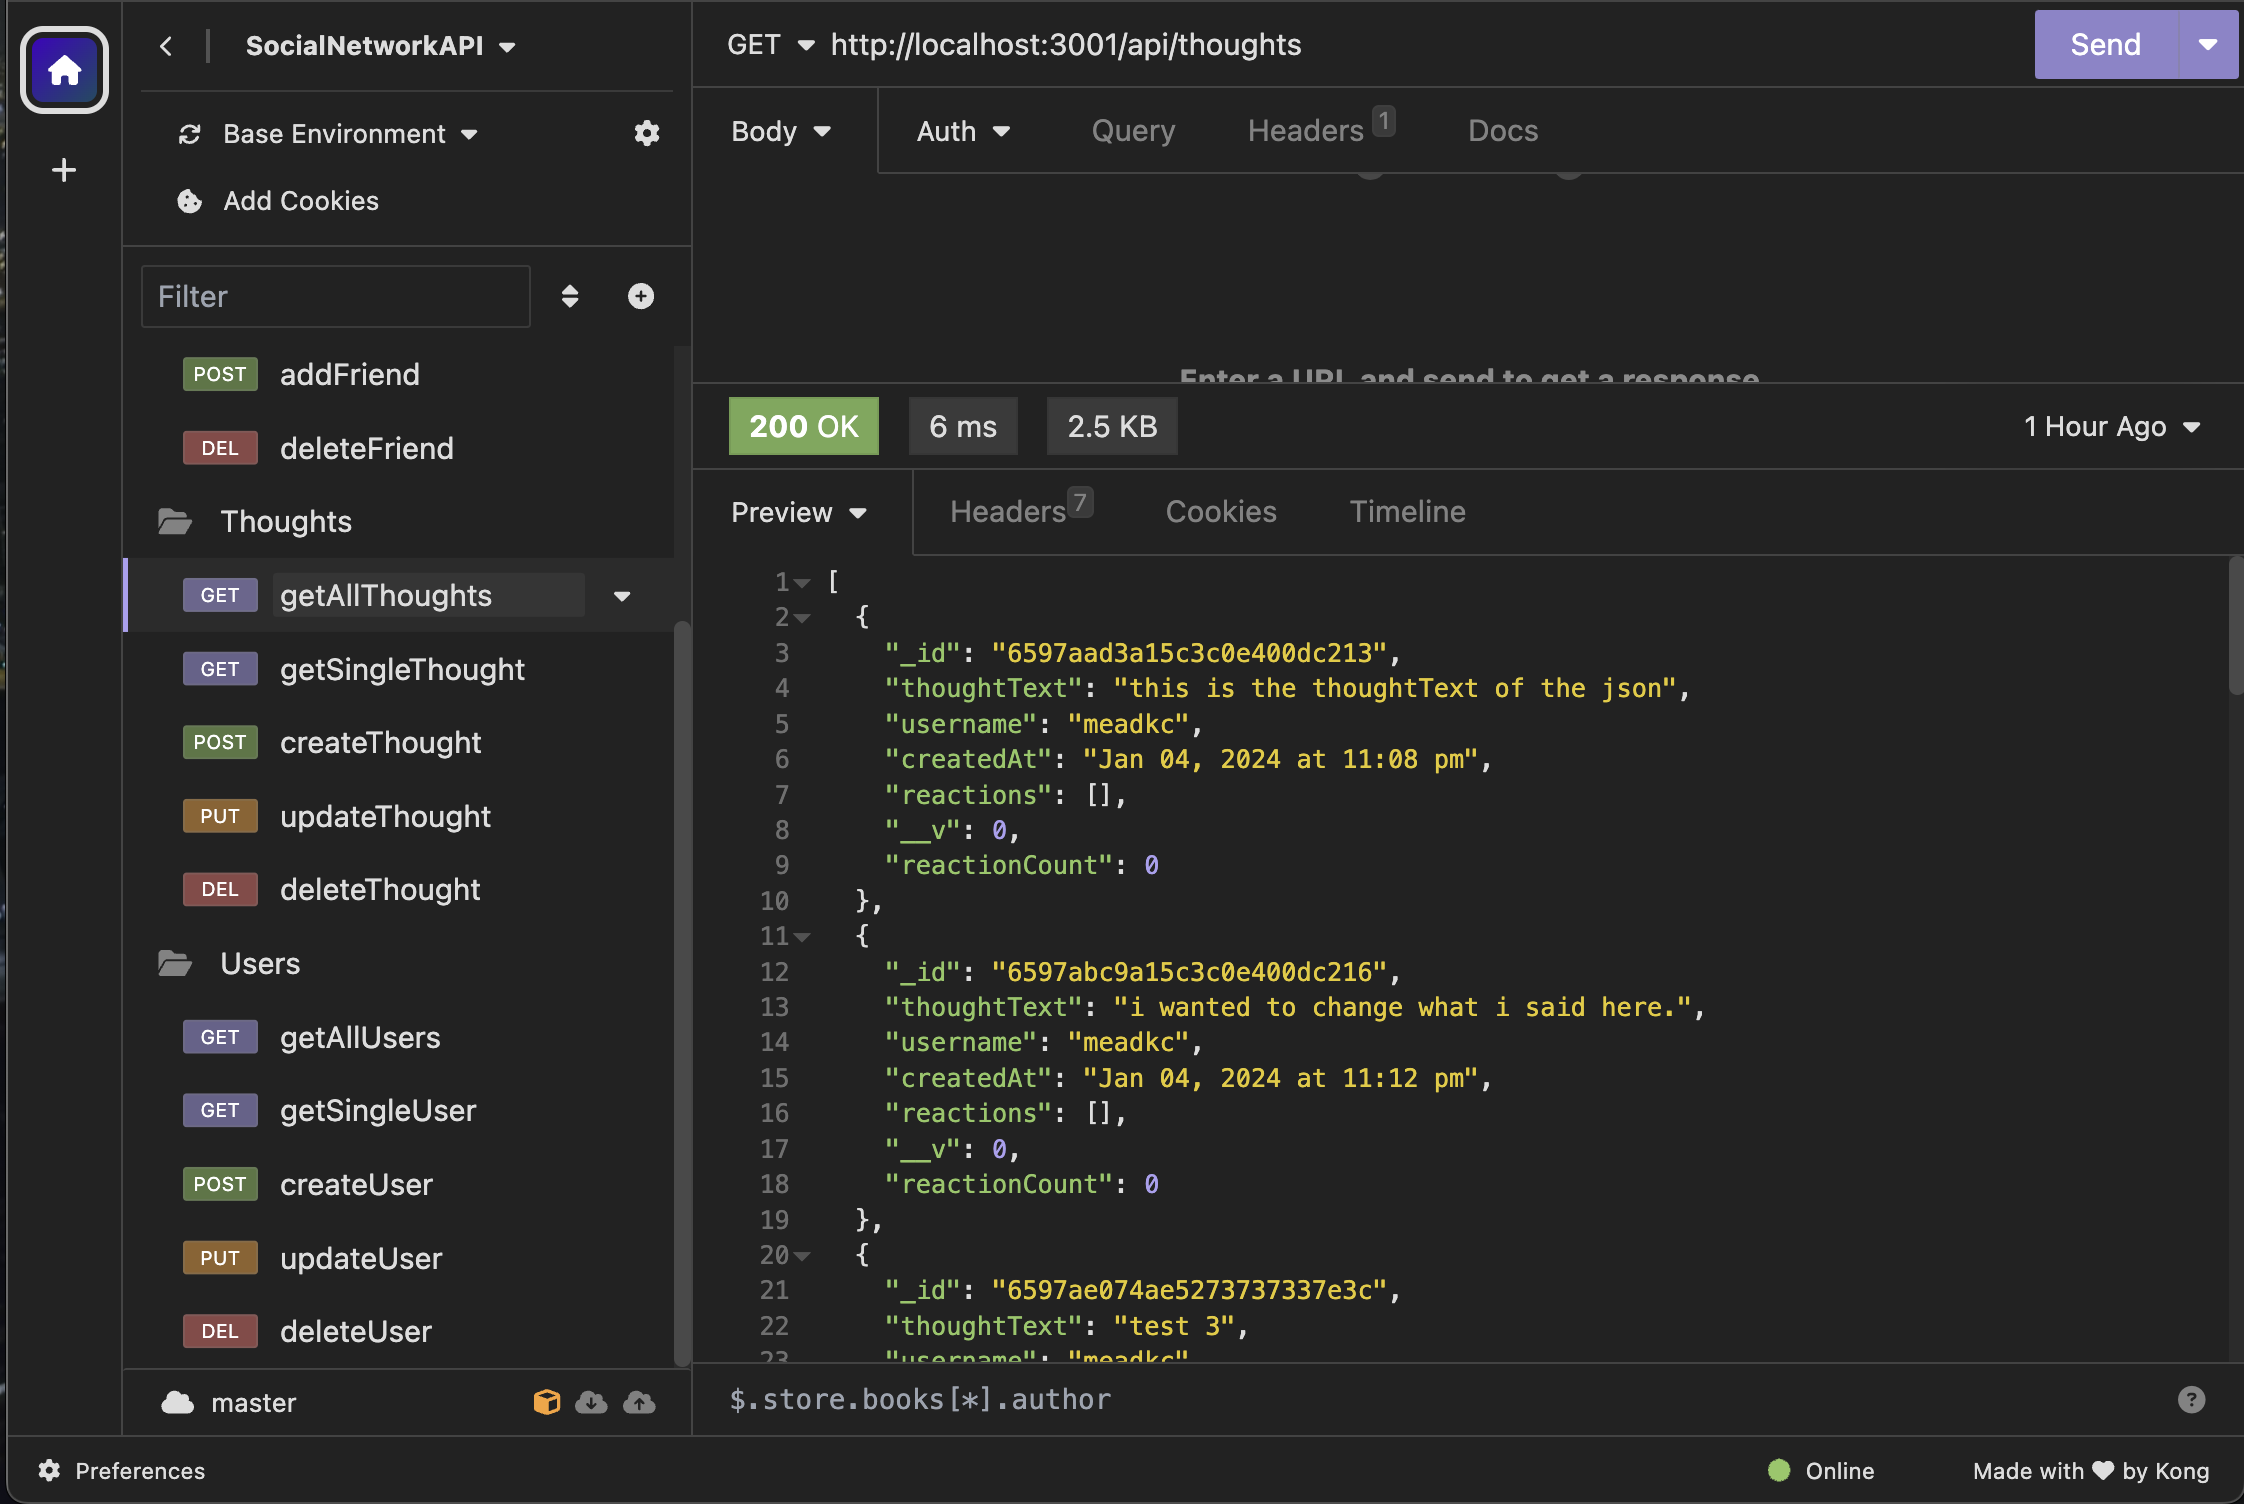 SocialNetworkAPI
Base Environment
Add Cookies
Filter
POST addFriend
DEL deleteFriend
Thoughts
GET getAllThoughts
GET getSingleThought
POST createThought
PUT updateThought
DEL deleteThought
Users
GET getAllUsers
GET getSingleUser
POST createUser
PUT updateUser
DEL deleteUser
master
GET http://localhost:3001/api/thoughts Send
Body Auth Query Headers 1 Docs
Enter a URL and send to get a response
200 OK 6 ms 2.5 KB 1 Hour Ago
Preview Headers 7 Cookies Timeline
1 [
2 {
3 "_id": "6597aad3a15c3c0e400dc213",
4 "thoughtText": "this is the thoughtText of the json",
5 "username": "meadkc",
6 "createdAt": "Jan 04, 2024 at 11:08 pm",
7 "reactions": [],
8 "__v": 0,
9 "reactionCount": 0
10 },
11 {
12 "_id": "6597abc9a15c3c0e400dc216",
13 "thoughtText": "i wanted to change what i said here.",
14 "username": "meadkc",
15 "createdAt": "Jan 04, 2024 at 11:12 pm",
16 "reactions": [],
17 "__v": 0,
18 "reactionCount": 0
19 },
20 {
21 "_id": "6597ae074ae5273737337e3c",
22 "thoughtText": "test 3",
23 "username": "meadkc"
$.store.books[*].author
Preferences
Online
Made with ♥ by Kong